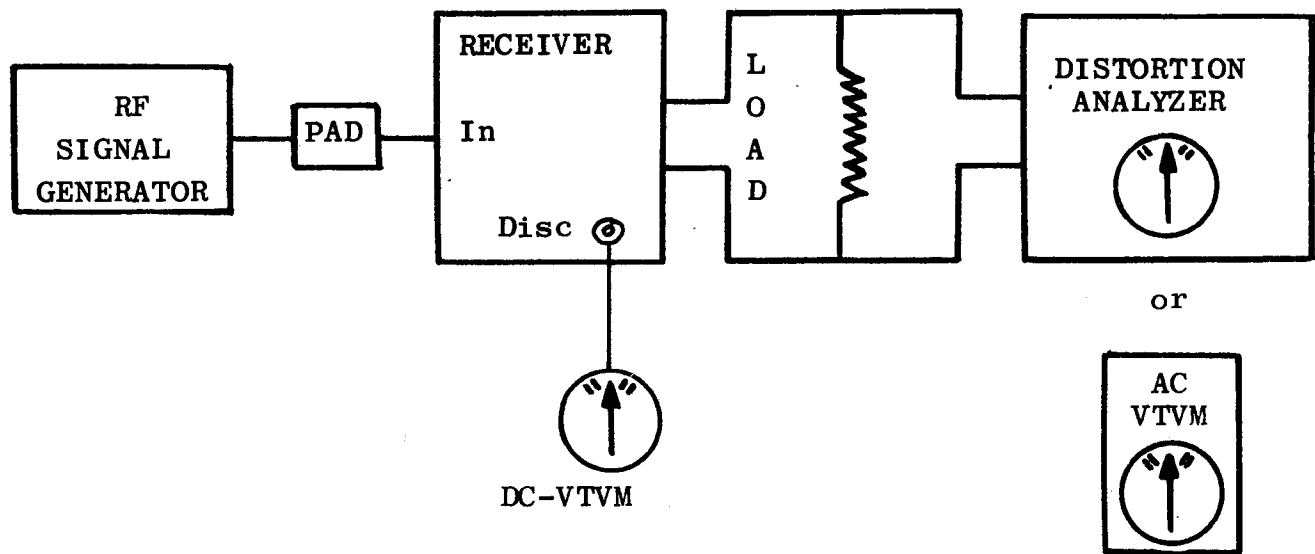 RF
SIGNAL
GENERATOR
PAD
RECEIVER
In
Disc
DC-VTVM
L
O
A
D
DISTORTION
ANALYZER
or
AC
VTVM